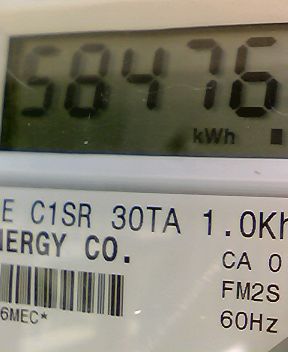 58476
kWh
E C1SR 30TA 1.0Kh
NERGY CO.
CA 0
FM2S
6MEC*
60Hz